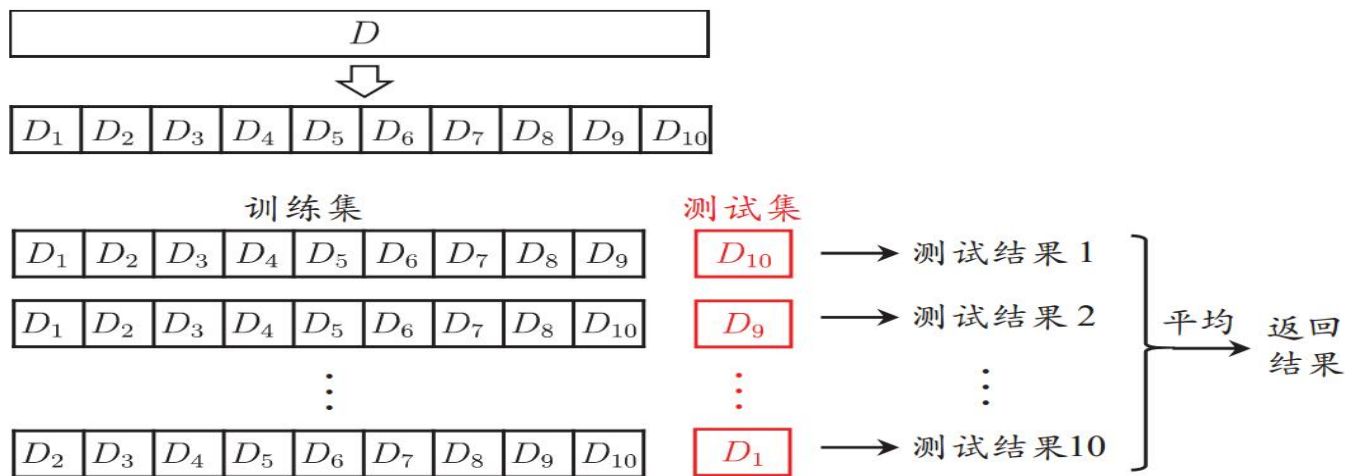 D
D₁ D₂ D₃ D₄ D₅ D₆ D₇ D₈ D₉ D₁₀
训练集 测试集
D₁ D₂ D₃ D₄ D₅ D₆ D₇ D₈ D₉ D₁₀ 测试结果1
D₁ D₂ D₃ D₄ D₅ D₆ D₇ D₈ D₁₀ D₉ 测试结果2
平均 返回
结果
D₂ D₃ D₄ D₅ D₆ D₇ D₈ D₉ D₁₀ D₁ 测试结果10